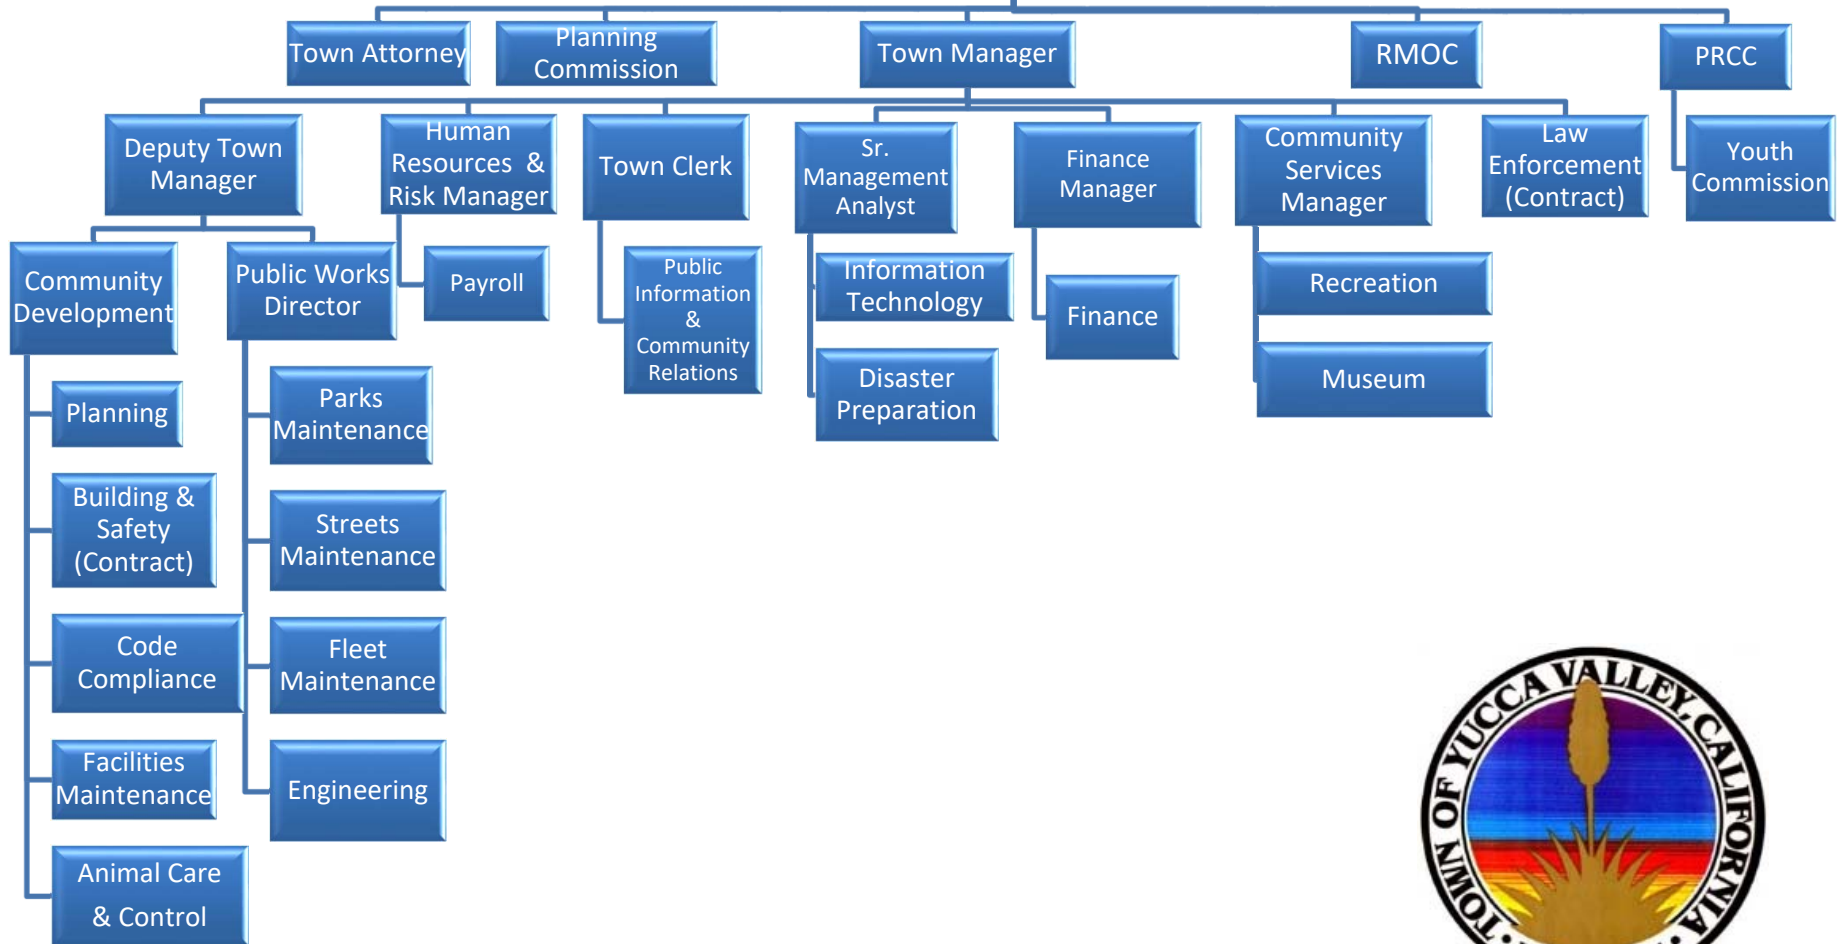 Town Attorney
Planning
Commission
Town Manager
RMOC
PRCC
Deputy Town
Manager
Human
Resources & 
Risk Manager
Town Clerk
Sr.
Management
Analyst
Finance
Manager
Community
Services
Manager
Law
Enforcement
(Contract)
Youth
Commission
Community
Development
Public Works
Director
Payroll
Public
Information
&
Community
Relations
Information
Technology
Disaster
Preparation
Finance
Recreation
Museum
Planning
Building &
Safety
(Contract)
Code
Compliance
Facilities
Maintenance
Animal Care
& Control
Parks
Maintenance
Streets
Maintenance
Fleet
Maintenance
Engineering
TOWN OF YUCCA VALLEY, CALIFORNIA